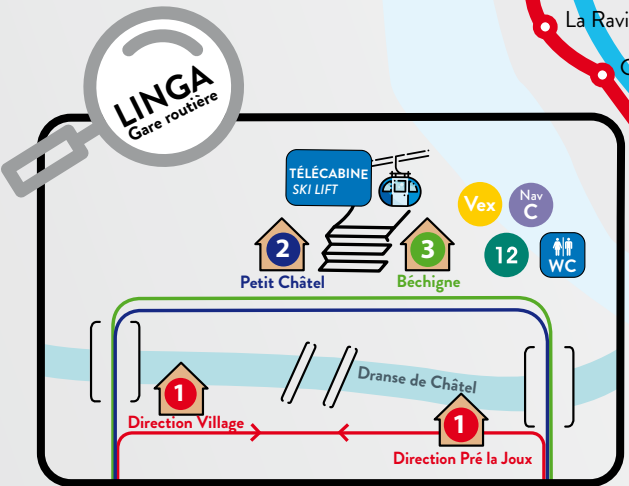 La Ravi
LINGA
Gare routière
TÉLÉCABINE
SKI LIFT
Vex
Nav
C
2
3
12
WC
Petit Châtel
Béchigne
Dranse de Châtel
1
Direction Village
1
Direction Pré la Joux